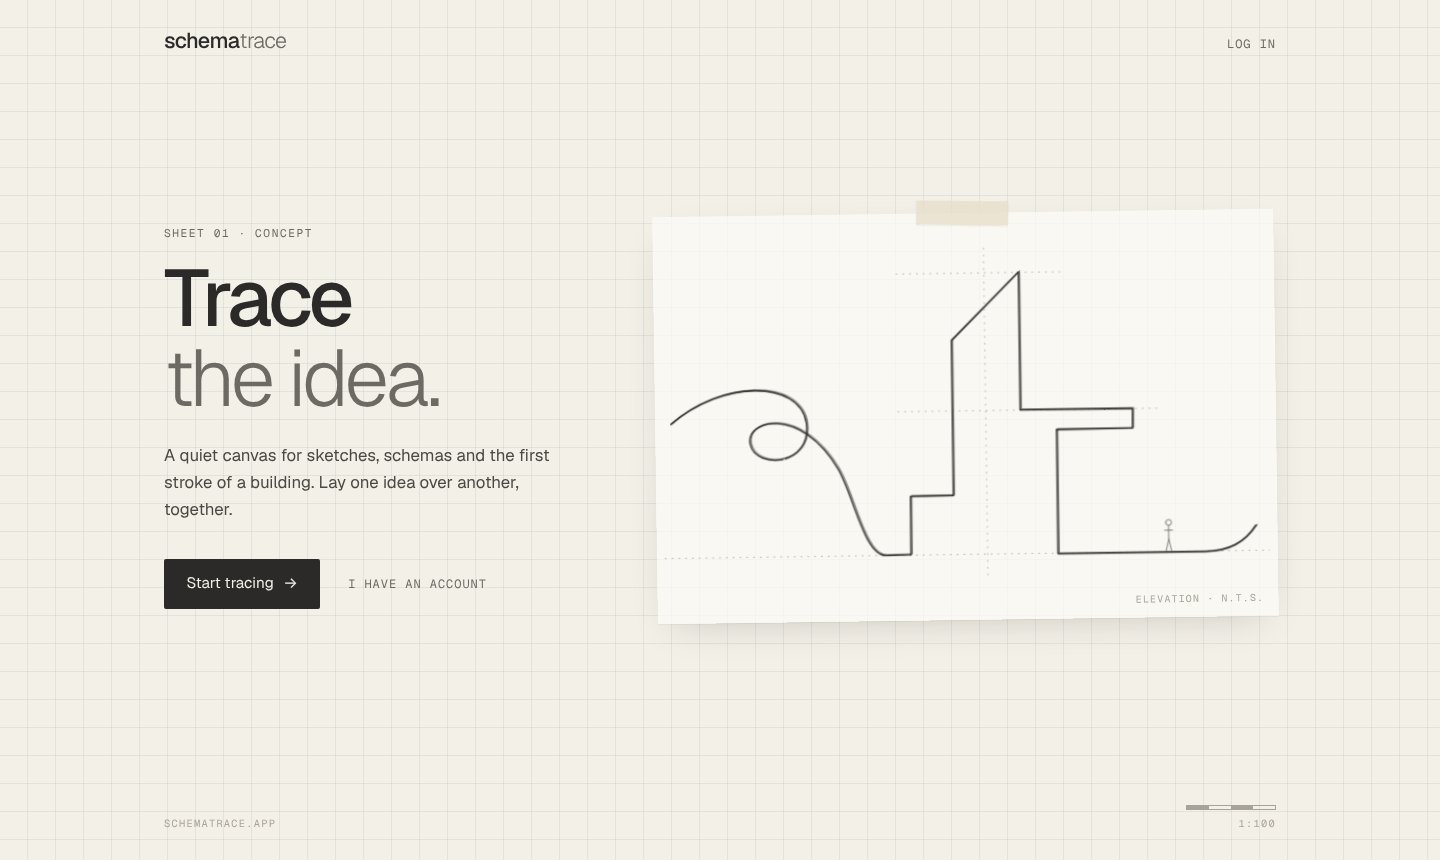 schematrace
LOG IN
SHEET 01 · CONCEPT
Trace
the idea.
A quiet canvas for sketches, schemas and the first
stroke of a building. Lay one idea over another,
together.
Start tracing →
I HAVE AN ACCOUNT
ELEVATION · N.T.S.
SCHEMATRACE.APP
1:100